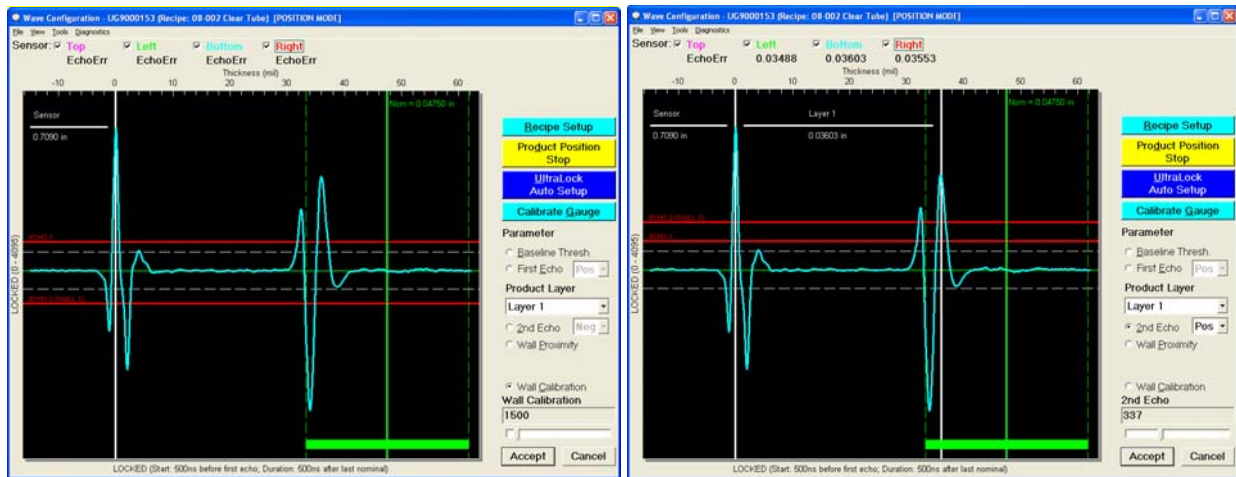 Wave Configuration - UG9000153 (Recipe: 08-002 Clear Tube) [POSITION MODE]
File View Tools Diagnostics
Sensor: Top Left Bottom Right
EchoErr EchoErr EchoErr EchoErr
Thickness (mil)
-10 0 10 20 30 40 50 60
Nom = 0.04750 in
Sensor
0.7090 in
LOCKED (0 - 4095)
Recipe Setup
Product Position
Stop
UltraLock
Auto Setup
Calibrate Gauge
Parameter
Baseline Thresh.
First Echo Pos
Product Layer
Layer 1
2nd Echo Neg
Wall Proximity
Wall Calibration
Wall Calibration
1500
Accept Cancel
LOCKED (Start: 500ns before first echo; Duration: 500ns after last nominal)
Wave Configuration - UG9000153 (Recipe: 08-002 Clear Tube) [POSITION MODE]
File View Tools Diagnostics
Sensor: Top Left Bottom Right
EchoErr 0.03488 0.03603 0.03553
Thickness (mil)
-10 0 10 20 30 40 50 60
Nom = 0.04750 in
Sensor Layer 1
0.7090 in 0.03603 in
LOCKED (0 - 4095)
Recipe Setup
Product Position
Stop
UltraLock
Auto Setup
Calibrate Gauge
Parameter
Baseline Thresh.
First Echo Pos
Product Layer
Layer 1
2nd Echo Pos
Wall Proximity
Wall Calibration
2nd Echo
337
Accept Cancel
LOCKED (Start: 500ns before first echo; Duration: 500ns after last nominal)